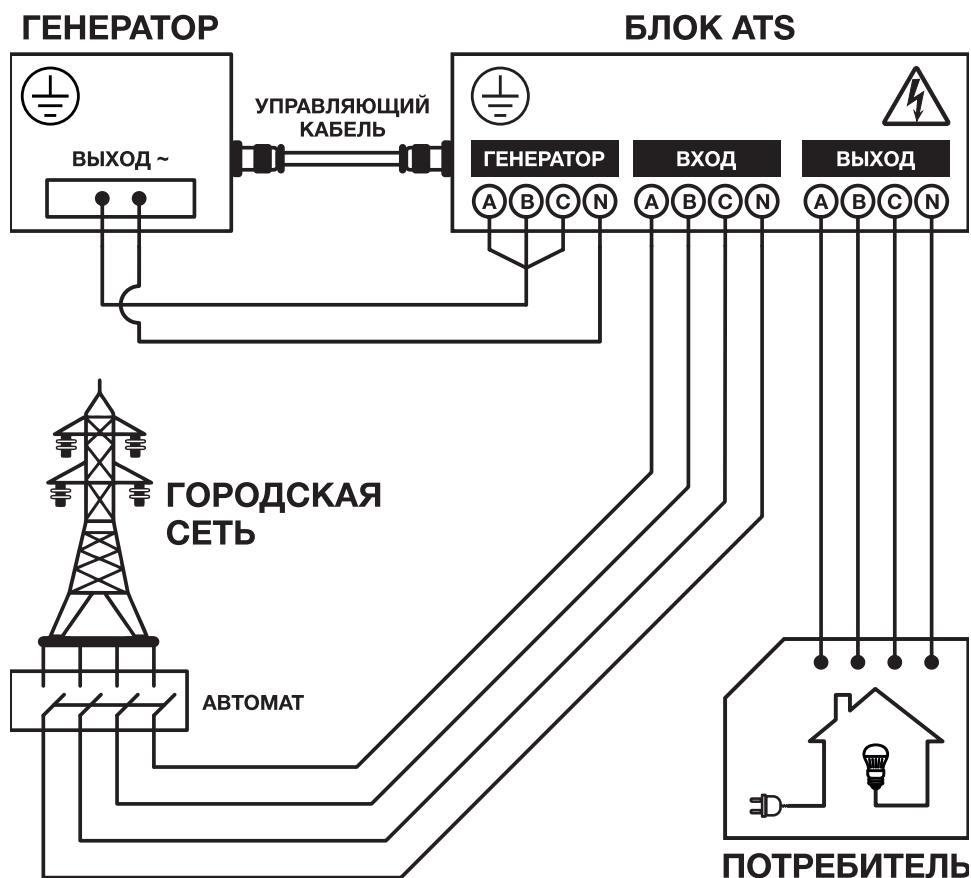 ГЕНЕРАТОР
БЛОК ATS
УПРАВЛЯЮЩИЙ
КАБЕЛЬ
ВЫХОД ~
ГЕНЕРАТОР
ВХОД
ВЫХОД
A B C N
A B C N
A B C N
ГОРОДСКАЯ
СЕТЬ
АВТОМАТ
ПОТРЕБИТЕЛЬ